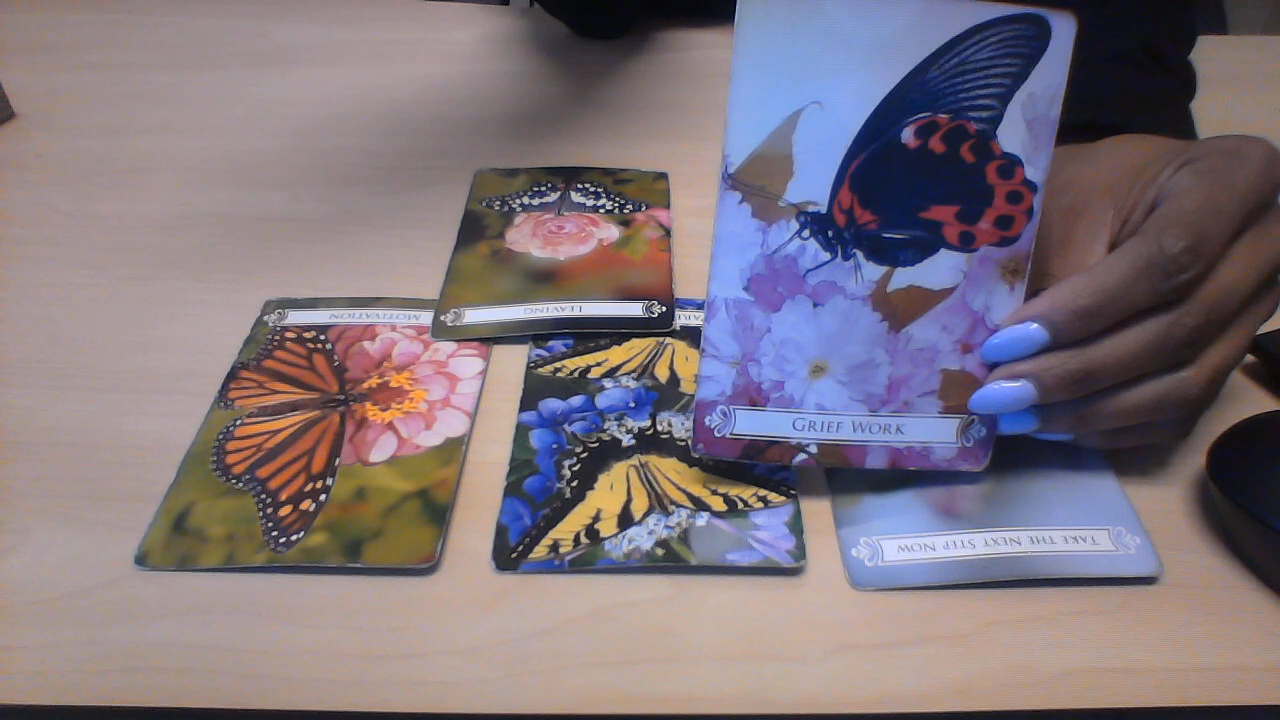 LEAVING
MOTIVATION
GRIEF WORK
TAKE THE NEXT STEP NOW